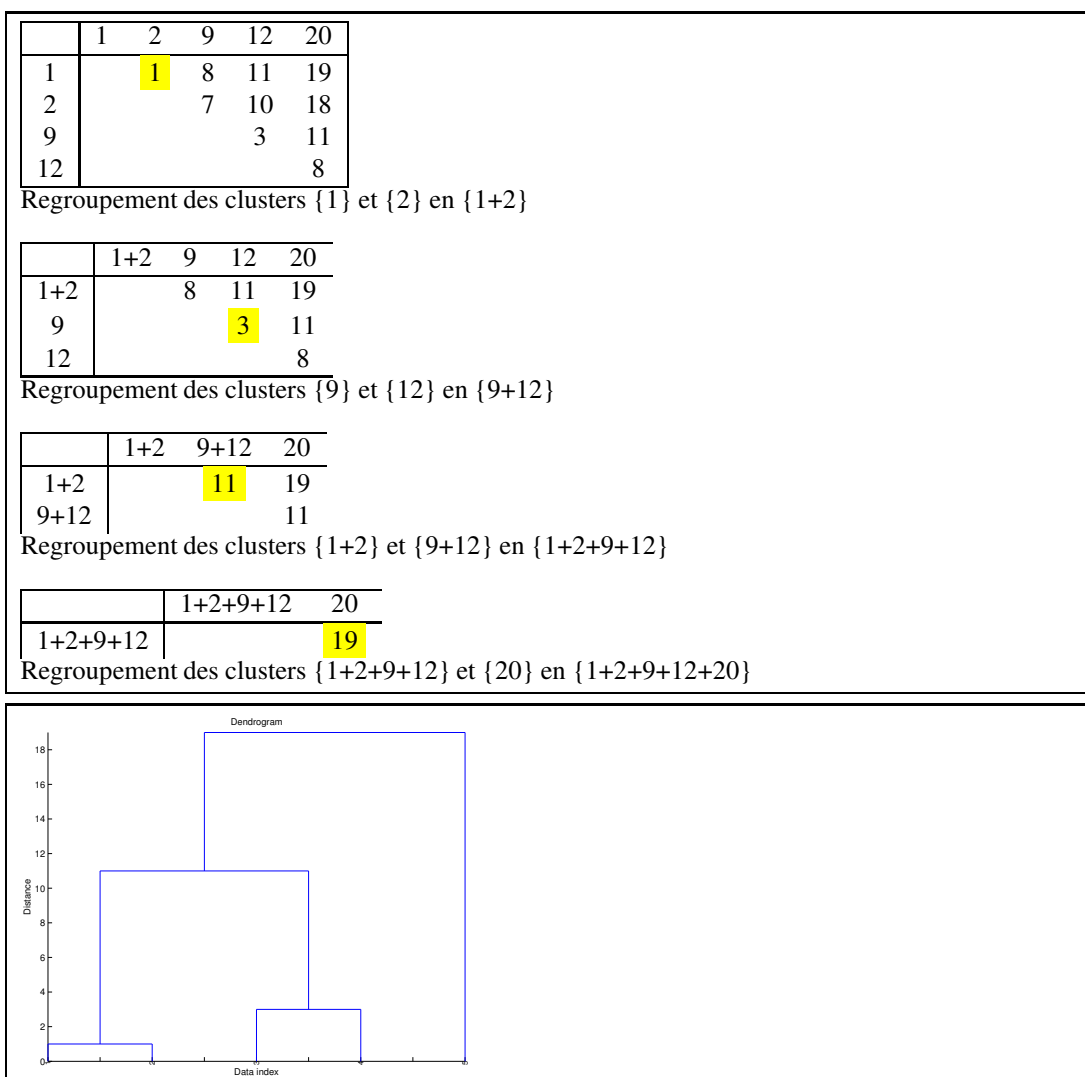 1 2 9 12 20
1 1 8 11 19
2 7 10 18
9 3 11
12 8
Regroupement des clusters {1} et {2} en {1+2}
1+2 9 12 20
1+2 8 11 19
9 3 11
12 8
Regroupement des clusters {9} et {12} en {9+12}
1+2 9+12 20
1+2 11 19
9+12 11
Regroupement des clusters {1+2} et {9+12} en {1+2+9+12}
1+2+9+12 20
1+2+9+12 19
Regroupement des clusters {1+2+9+12} et {20} en {1+2+9+12+20}
Dendrogram
18
16
14
12
10
8
6
4
2
0
Distance
Data index